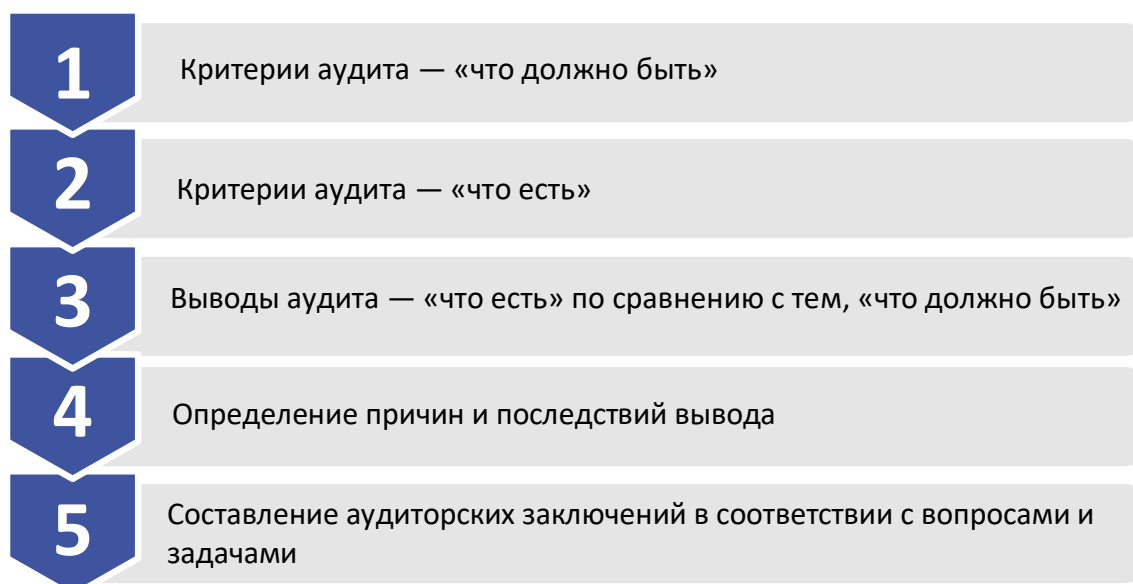 1
Критерии аудита — «что должно быть»
2
Критерии аудита — «что есть»
3
Выводы аудита — «что есть» по сравнению с тем, «что должно быть»
4
Определение причин и последствий вывода
5
Составление аудиторских заключений в соответствии с вопросами и
задачами